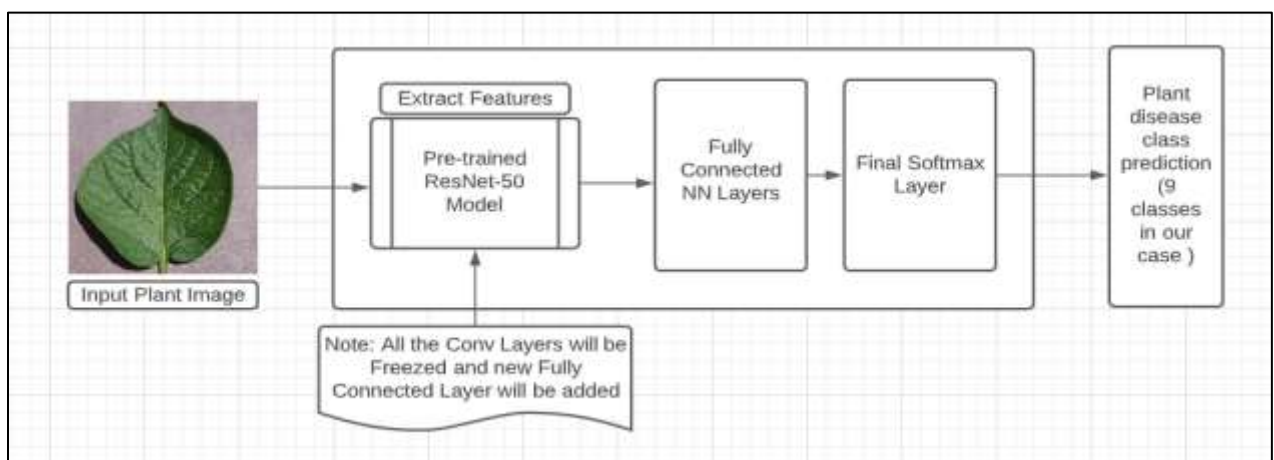 Input Plant Image
Extract Features
Pre-trained
ResNet-50
Model
Note: All the Conv Layers will be
Freezed and new Fully
Connected Layer will be added
Fully
Connected
NN Layers
Final Softmax
Layer
Plant
disease
class
prediction
(9
classes
in our
case )